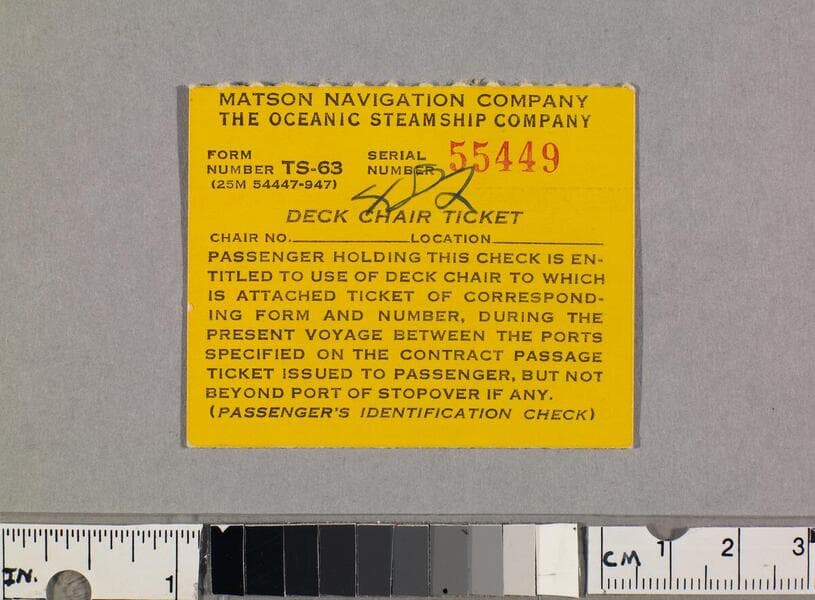 MATSON NAVIGATION COMPANY
THE OCEANIC STEAMSHIP COMPANY
FORM NUMBER TS-63 SERIAL NUMBER 55449
(25M 54447-947)
DECK CHAIR TICKET
CHAIR NO. LOCATION
PASSENGER HOLDING THIS CHECK IS EN-
TITLED TO USE OF DECK CHAIR TO WHICH
IS ATTACHED TICKET OF CORRESPOND-
ING FORM AND NUMBER, DURING THE
PRESENT VOYAGE BETWEEN THE PORTS
SPECIFIED ON THE CONTRACT PASSAGE
TICKET ISSUED TO PASSENGER, BUT NOT
BEYOND PORT OF STOPOVER IF ANY.
(PASSENGER'S IDENTIFICATION CHECK)
IN. 1
CM 1 2 3